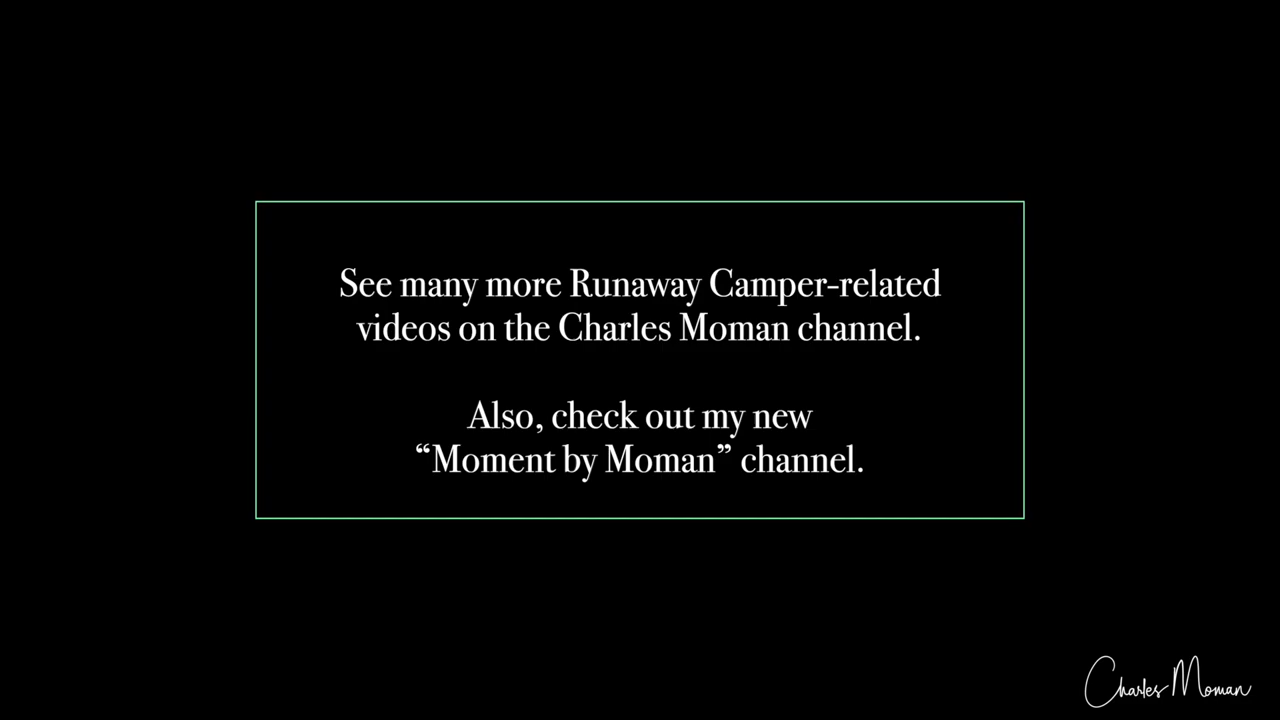 See many more Runaway Camper-related
videos on the Charles Moman channel.
Also, check out my new
“Moment by Moman” channel.
Charles Moman